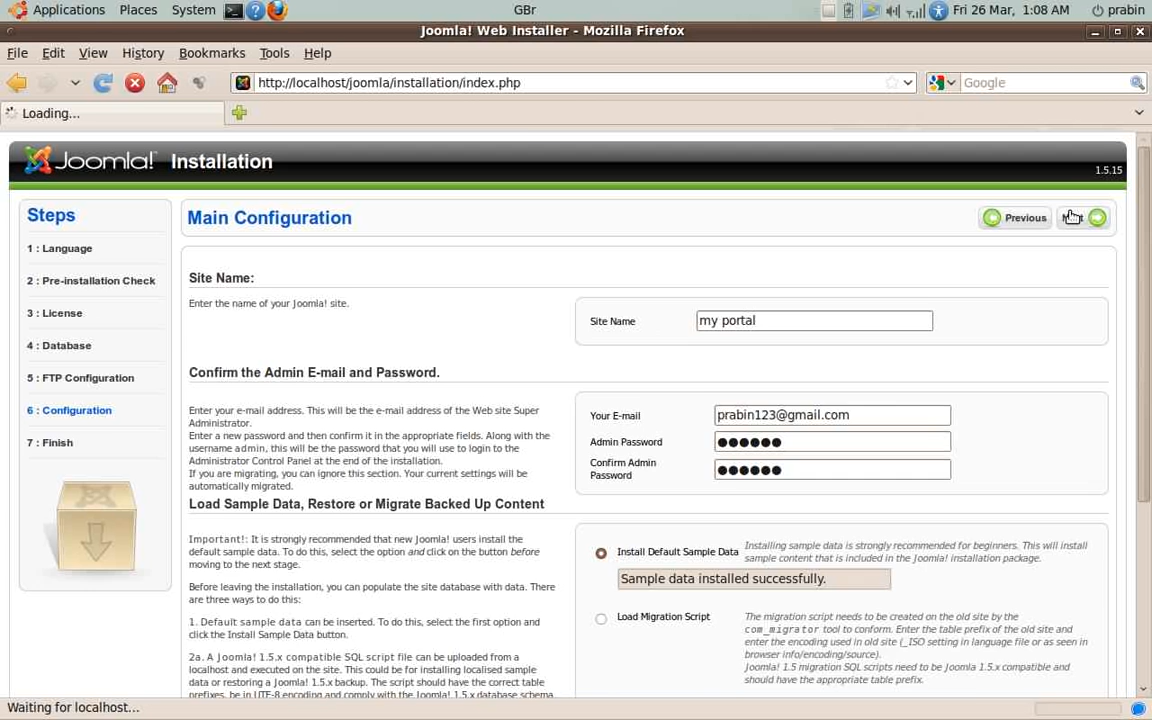 Applications Places System GBr Fri 26 Mar, 1:08 AM prabin
Joomla! Web Installer - Mozilla Firefox
File Edit View History Bookmarks Tools Help
http://localhost/joomla/installation/index.php Google
Loading...
Joomla! Installation
1.5.15
Steps
1 : Language
2 : Pre-installation Check
3 : License
4 : Database
5 : FTP Configuration
6 : Configuration
7 : Finish
Main Configuration Previous
Site Name:
Enter the name of your Joomla! site.
Site Name my portal
Confirm the Admin E-mail and Password.
Enter your e-mail address. This will be the e-mail address of the Web site Super
Administrator.
Enter a new password and then confirm it in the appropriate fields. Along with the
username admin, this will be the password that you will use to login to the
Administrator Control Panel at the end of the installation.
If you are migrating, you can ignore this section. Your current settings will be
automatically migrated.
Your E-mail prabin123@gmail.com
Admin Password ●●●●●●
Confirm Admin
Password ●●●●●●
Load Sample Data, Restore or Migrate Backed Up Content
Important!: It is strongly recommended that new Joomla! users install the
default sample data. To do this, select the option and click on the button before
moving to the next stage.
Before leaving the installation, you can populate the site database with data. There
are three ways to do this:
1. Default sample data can be inserted. To do this, select the first option and
click the Install Sample Data button.
2a. A Joomla! 1.5.x compatible SQL script file can be uploaded from a
localhost and executed on the site. This could be for installing localised sample
data or restoring a Joomla! 1.5.x backup. The script should have the correct table
prefixes, be in UTF-8 encoding and comply with the Joomla! 1.5.x database schema
Install Default Sample Data
Installing sample data is strongly recommended for beginners. This will install
sample content that is included in the Joomla! installation package.
Sample data installed successfully.
Load Migration Script
The migration script needs to be created on the old site by the
com_migrator tool to conform. Enter the table prefix of the old site and
enter the encoding used in old site (_ISO setting in language file or as seen in
browser info/encoding/source).
Joomla! 1.5 migration SQL scripts need to be Joomla 1.5.x compatible and
should have the appropriate table prefix.
Waiting for localhost...